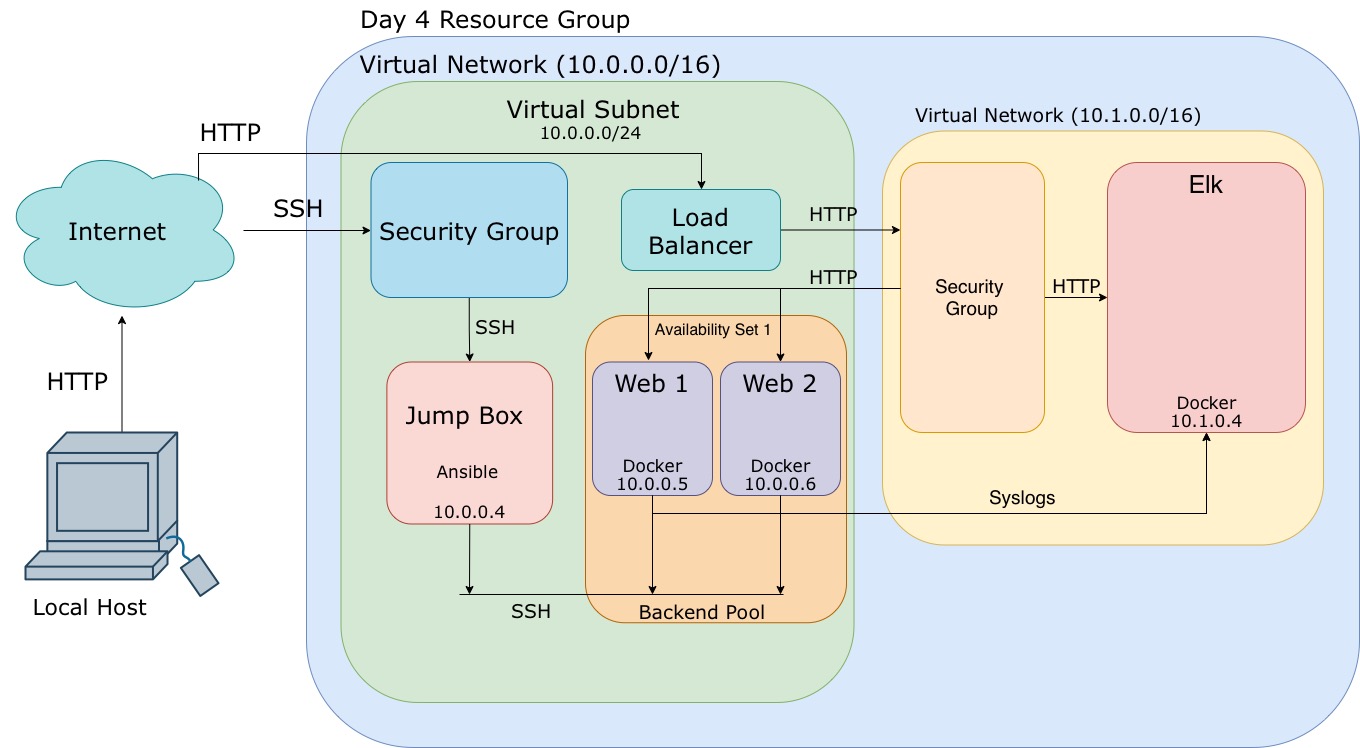 Day 4 Resource Group
Virtual Network (10.0.0.0/16)
Virtual Subnet
10.0.0.0/24
Virtual Network (10.1.0.0/16)
HTTP
Internet
SSH
Security Group
Load
Balancer
HTTP
HTTP
Security
Group
HTTP
Elk
Docker
10.1.0.4
SSH
Availability Set 1
Web 1
Docker
10.0.0.5
Web 2
Docker
10.0.0.6
HTTP
Jump Box
Ansible
10.0.0.4
Syslogs
Local Host
SSH
Backend Pool